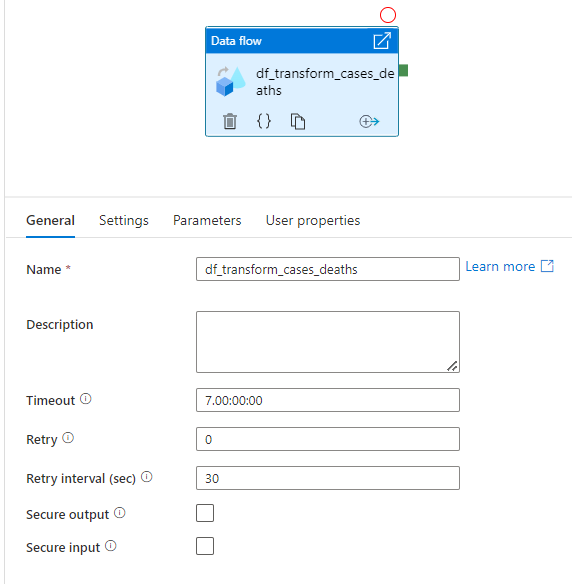 Data flow
df_transform_cases_de
aths
{}
General Settings Parameters User properties
Name * df_transform_cases_deaths Learn more
Description
Timeout 7.00:00:00
Retry 0
Retry interval (sec) 30
Secure output
Secure input